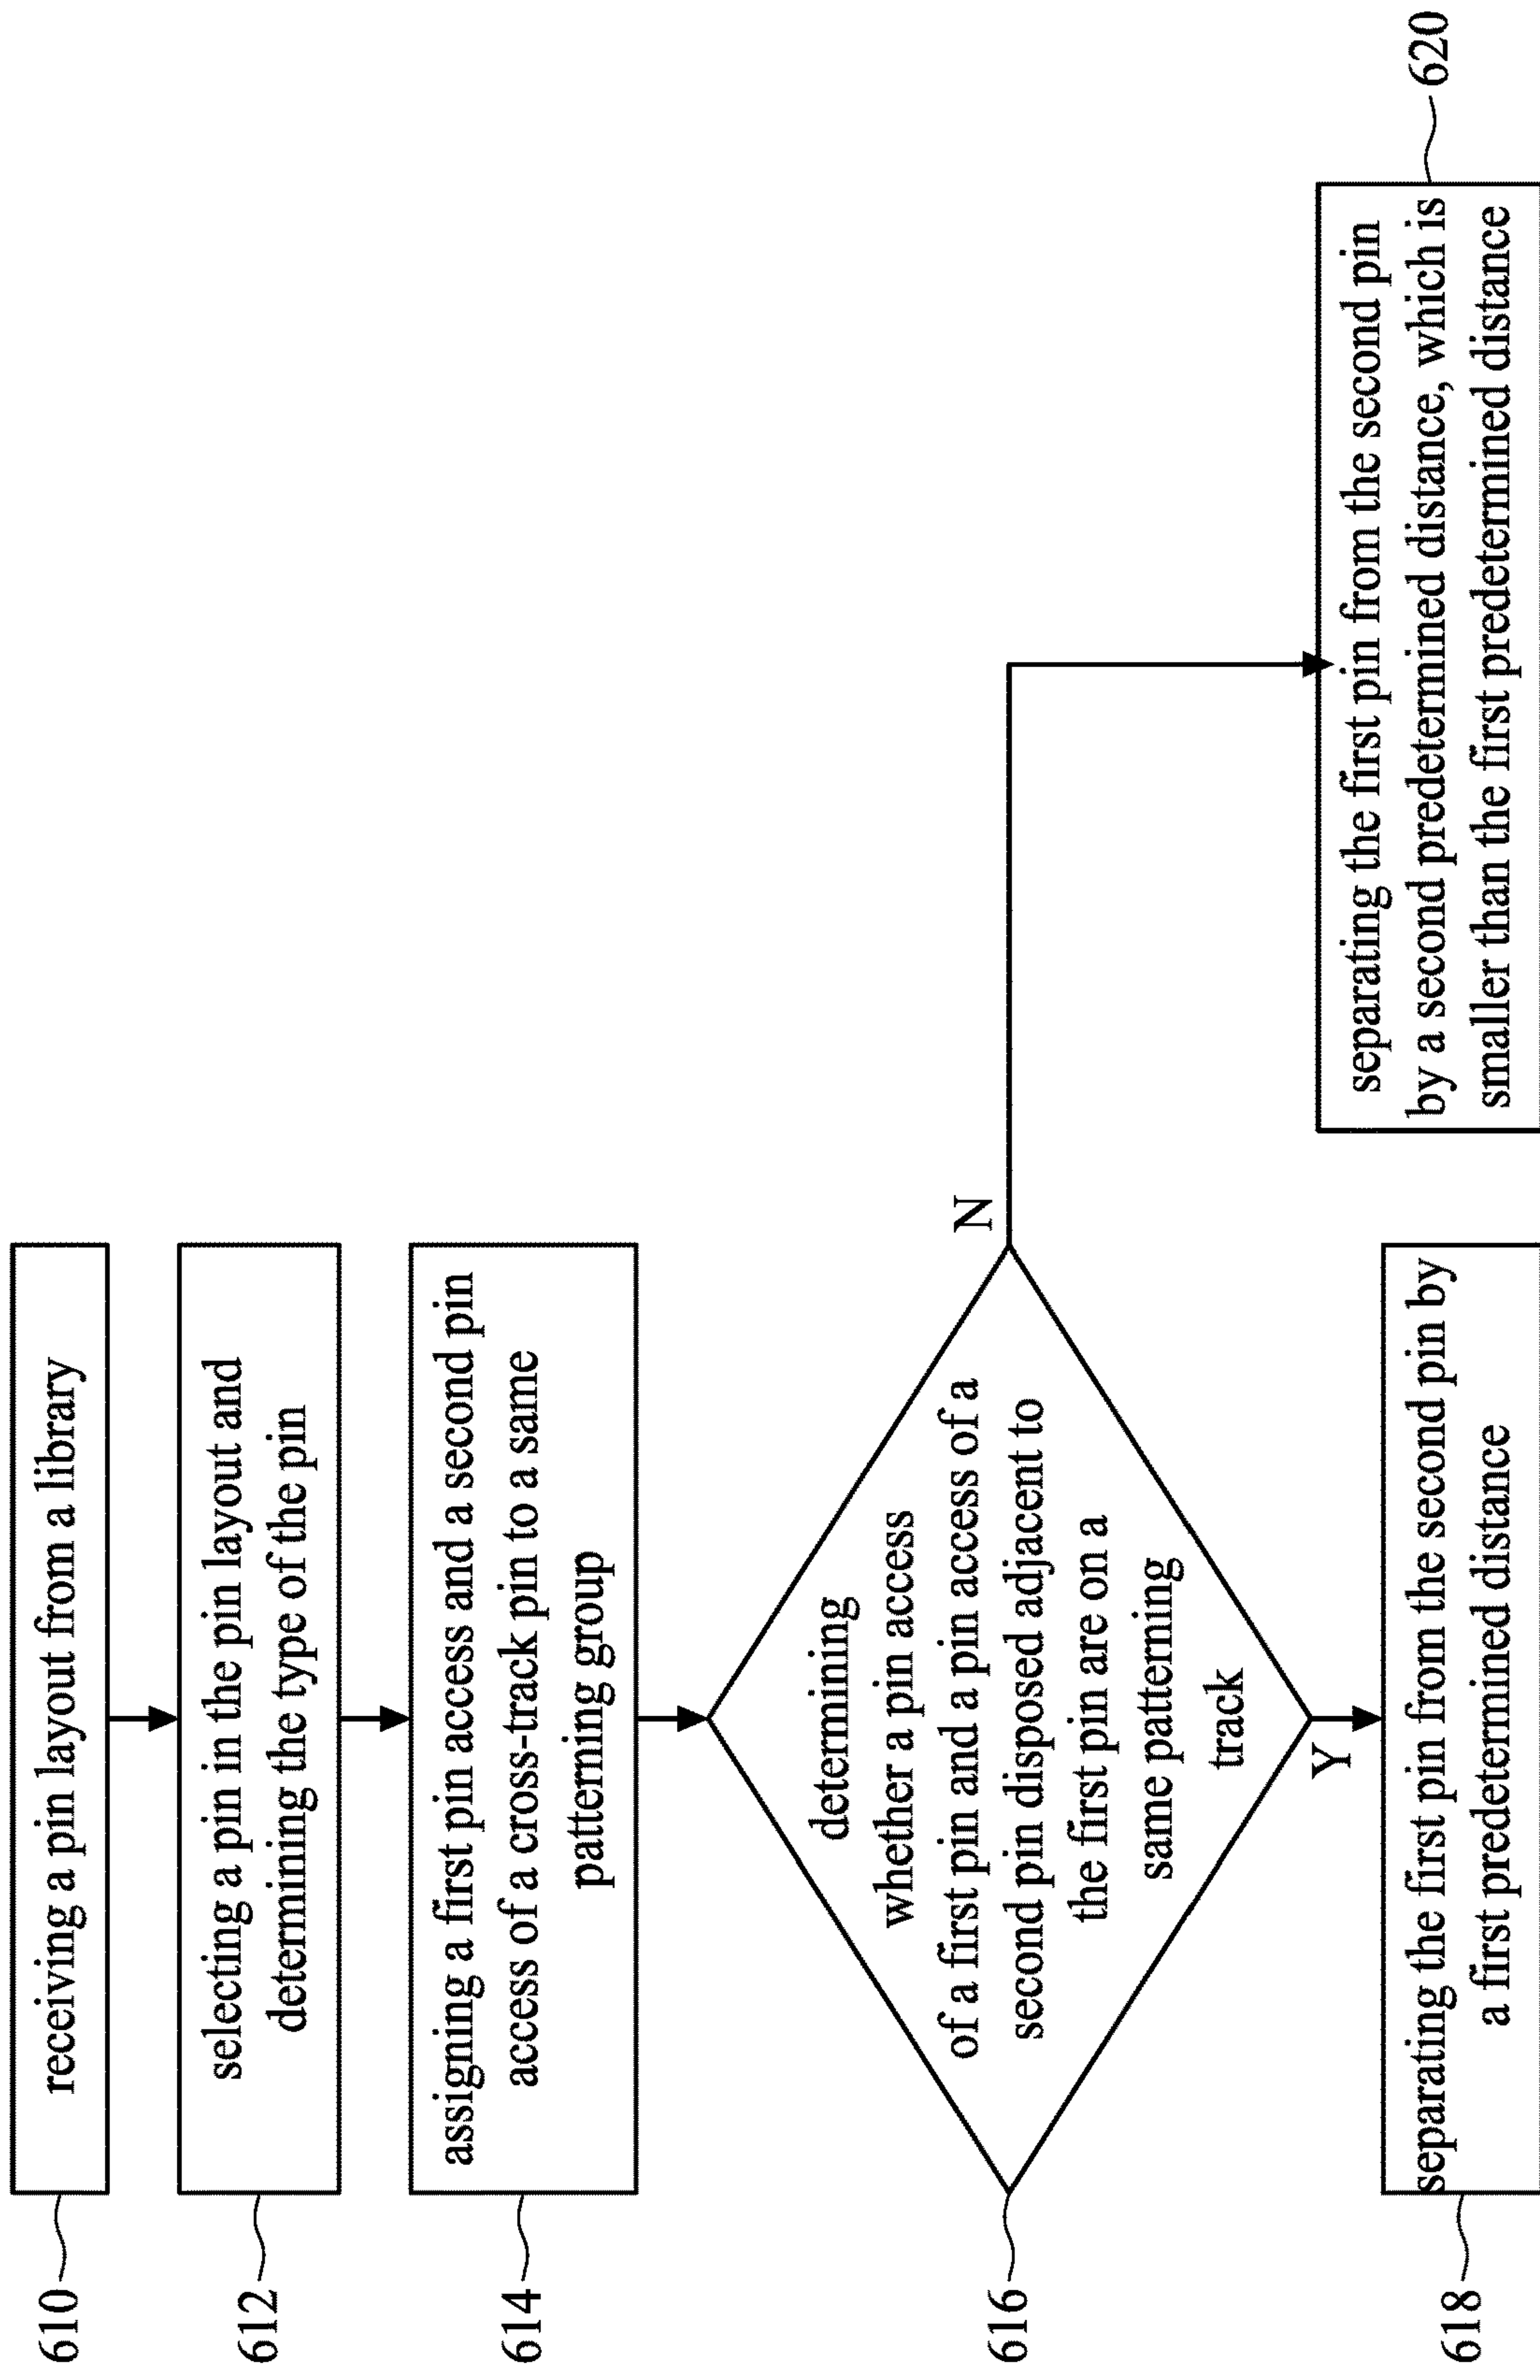 610
receiving a pin layout from a library
612
selecting a pin in the pin layout and
determining the type of the pin
614
assigning a first pin access and a second pin
access of a cross-track pin to a same
patterning group
616
determining
whether a pin access
of a first pin and a pin access of a
second pin disposed adjacent to
the first pin are on a
same patterning
track
N
Y
618
separating the first pin from the second pin by
a first predetermined distance
620
separating the first pin from the second pin
by a second predetermined distance, which is
smaller than the first predetermined distance